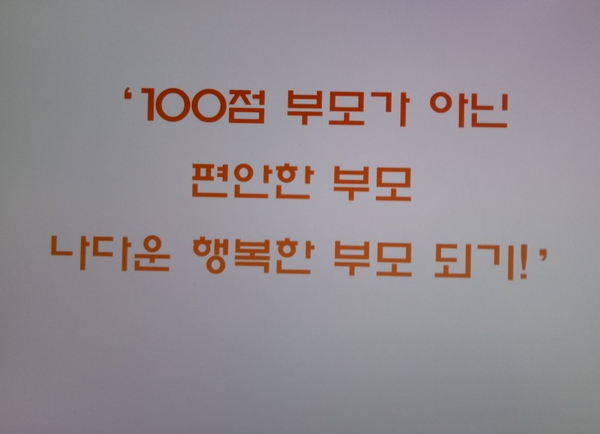 ‘100점 부모가 아닌
편안한 부모
나다운 행복한 부모 되기!’